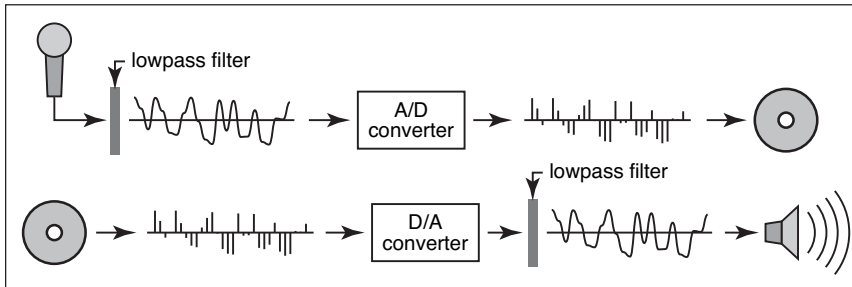 lowpass filter
A/D
converter
lowpass filter
D/A
converter